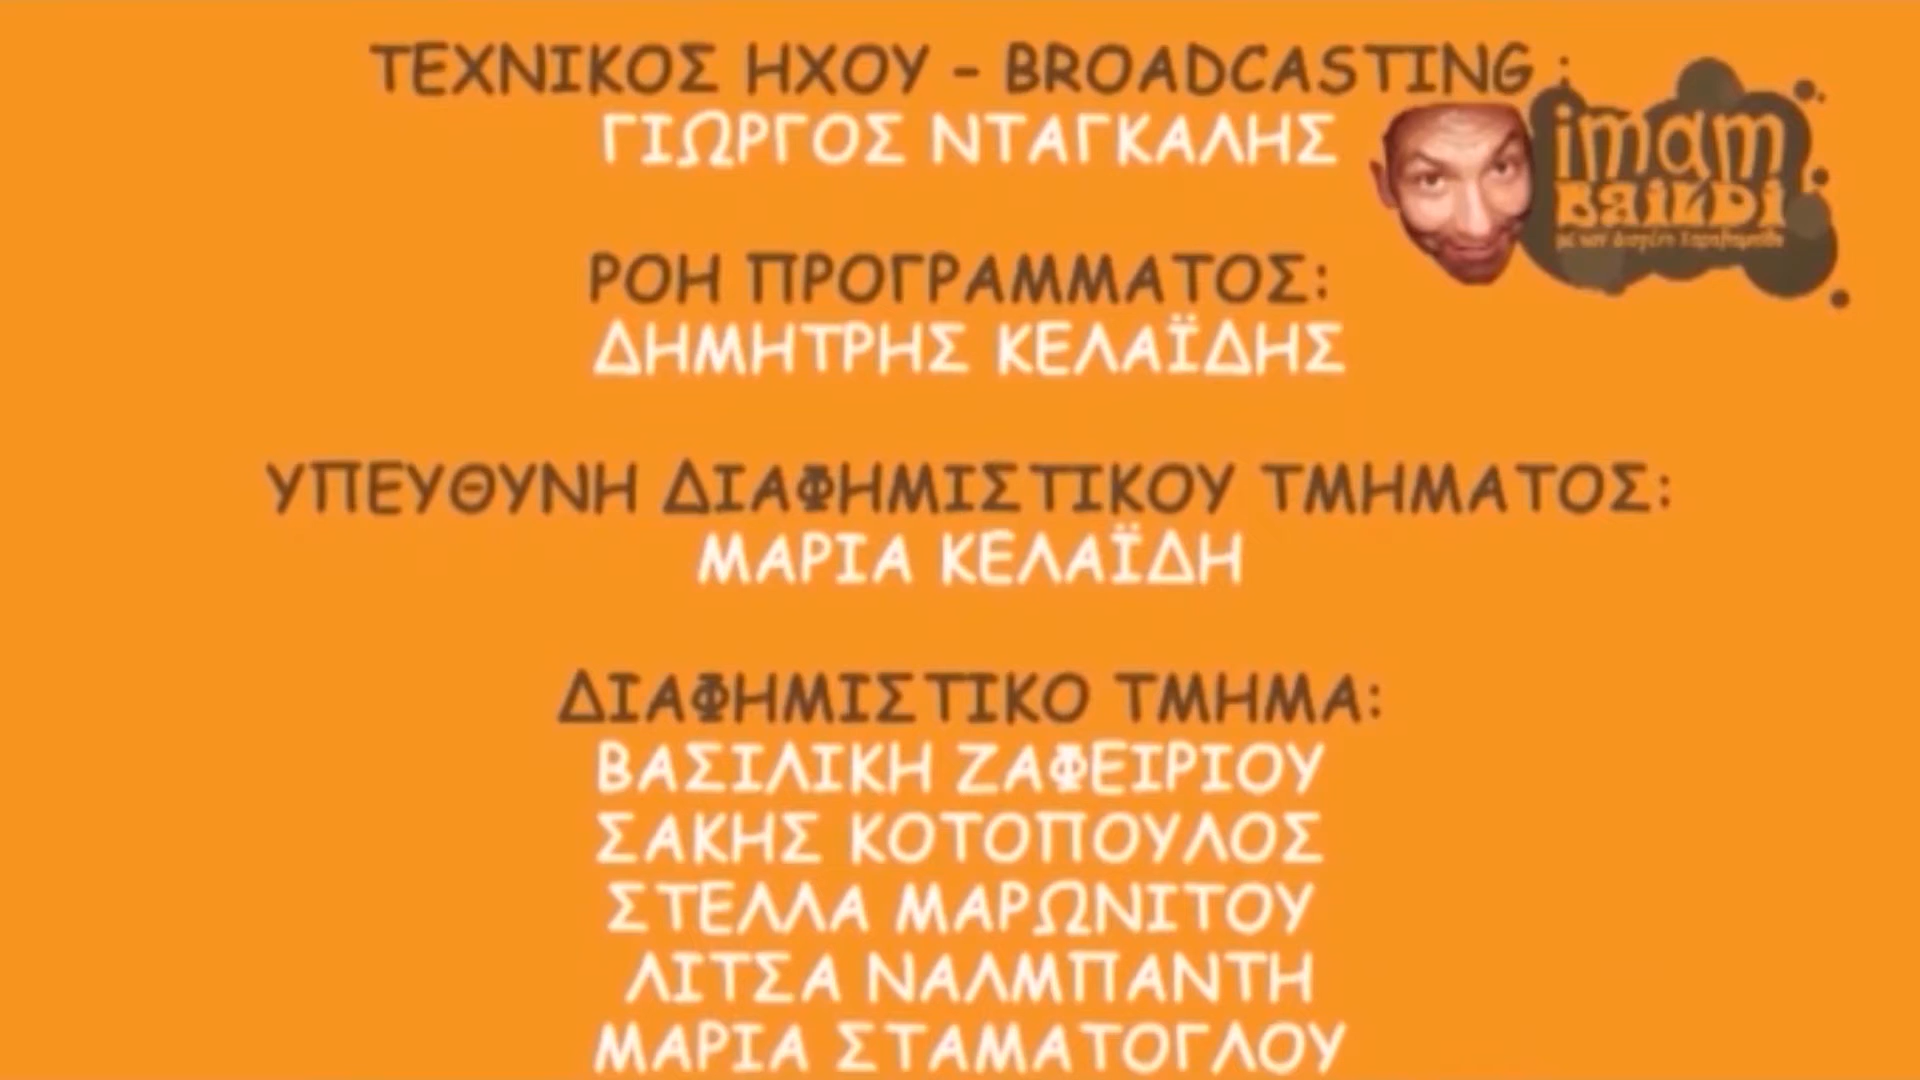 ΤΕΧΝΙΚΟΣ ΗΧΟΥ - BROADCASTING :
ΓΙΩΡΓΟΣ ΝΤΑΓΚΑΛΗΣ
imam
BaiLDi
ΡΟΗ ΠΡΟΓΡΑΜΜΑΤΟΣ:
ΔΗΜΗΤΡΗΣ ΚΕΛΑΪΔΗΣ
ΥΠΕΥΘΥΝΗ ΔΙΑΦΗΜΙΣΤΙΚΟΥ ΤΜΗΜΑΤΟΣ:
ΜΑΡΙΑ ΚΕΛΑΪΔΗ
ΔΙΑΦΗΜΙΣΤΙΚΟ ΤΜΗΜΑ:
ΒΑΣΙΛΙΚΗ ΖΑΦΕΙΡΙΟΥ
ΣΑΚΗΣ ΚΟΤΟΠΟΥΛΟΣ
ΣΤΕΛΛΑ ΜΑΡΩΝΙΤΟΥ
ΛΙΤΣΑ ΝΑΛΜΠΑΝΤΗ
ΜΑΡΙΑ ΣΤΑΜΑΤΟΓΛΟΥ